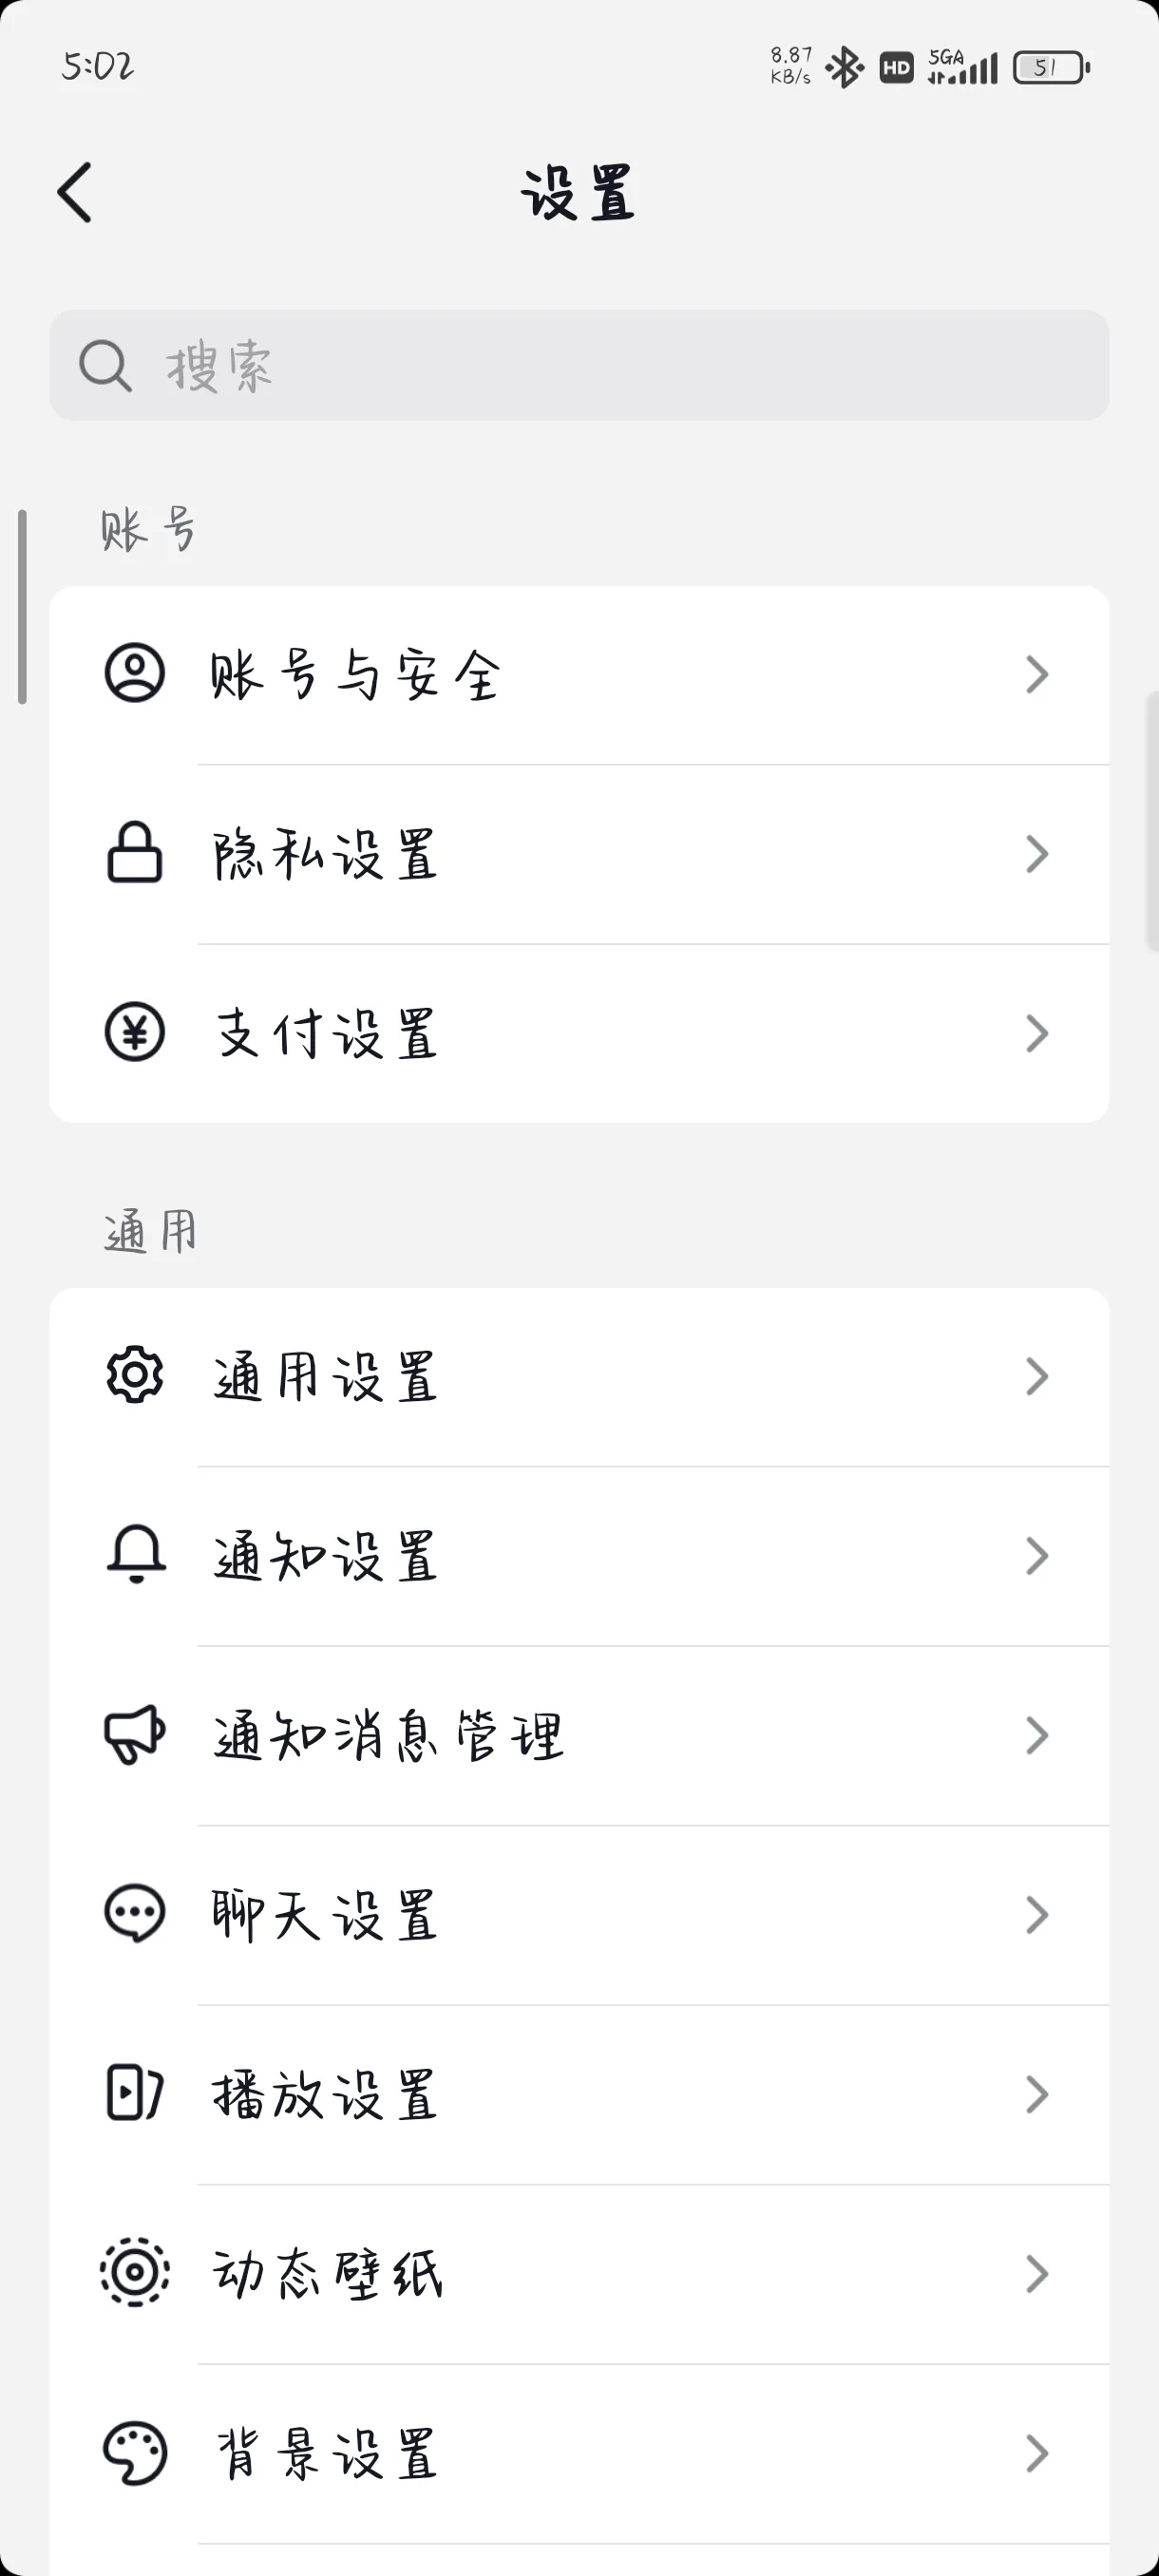 5:02
8.87
KB/s
HD
5GA
51
设置
搜索
账号
账号与安全
隐私设置
支付设置
通用
通用设置
通知设置
通知消息管理
聊天设置
播放设置
动态壁纸
背景设置